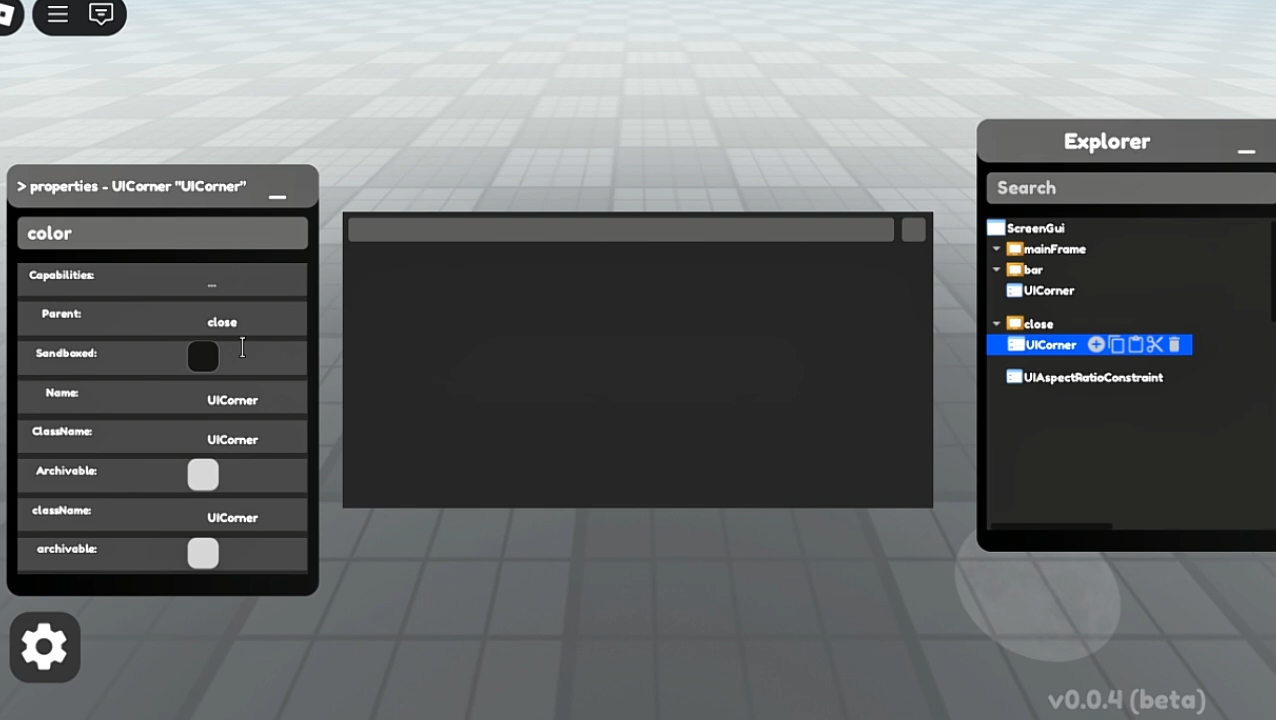 > properties - UICorner "UICorner"
color
Capabilities:
...
Parent:
close
Sandboxed:
Name:
UICorner
ClassName:
UICorner
Archivable:
className:
UICorner
archivable:
Explorer
Search
ScreenGui
mainFrame
bar
UICorner
close
UICorner
UIAspectRatioConstraint
v0.0.4 (beta)